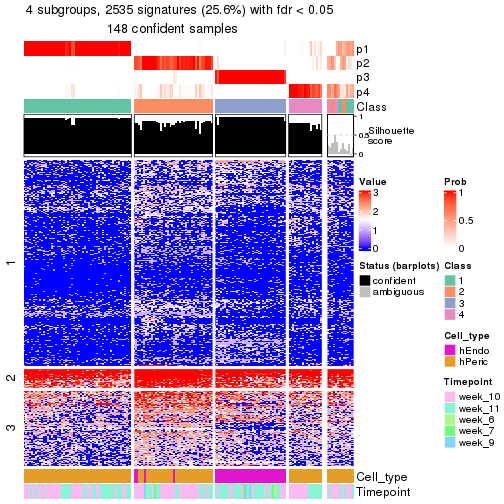 4 subgroups, 2535 signatures (25.6%) with fdr < 0.05
148 confident samples
p1
p2
p3
p4
Class
1
0.5
0
Silhouette
score
1
2
3
Cell_type
Timepoint
Value
3
2
1
0
Prob
1
0.5
0
Status (barplots)
confident
ambiguous
Class
1
2
3
4
Cell_type
hEndo
hPeric
Timepoint
week_10
week_11
week_6
week_7
week_9